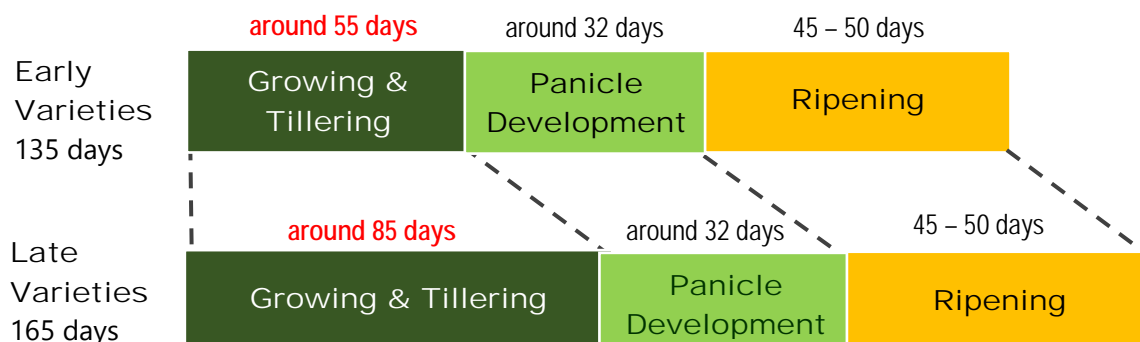 around 55 days
around 32 days
45 – 50 days
Early
Varieties
135 days
Growing &
Tillering
Panicle
Development
Ripening
around 85 days
around 32 days
45 – 50 days
Late
Varieties
165 days
Growing & Tillering
Panicle
Development
Ripening